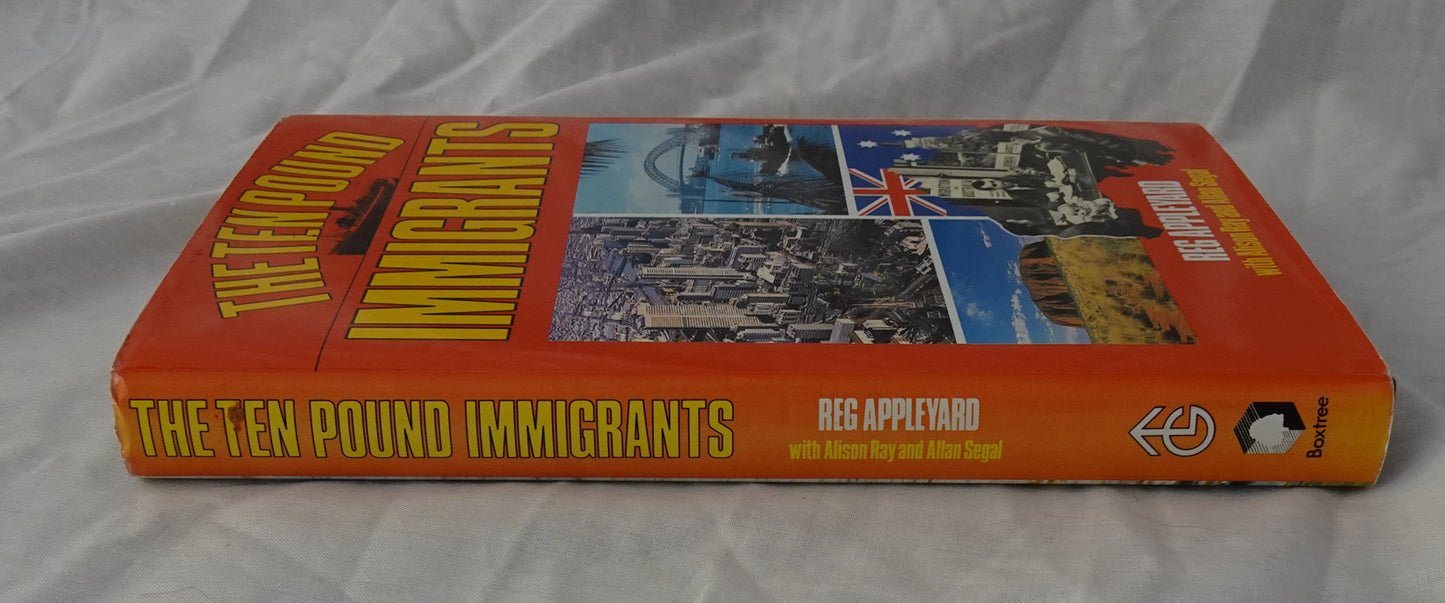 THE TEN POUND
IMMIGRANTS
REG APPLEYARD
with Alison Ray and Allan Segal
THE TEN POUND IMMIGRANTS
REG APPLEYARD
with Alison Ray and Allan Segal
Boxtree